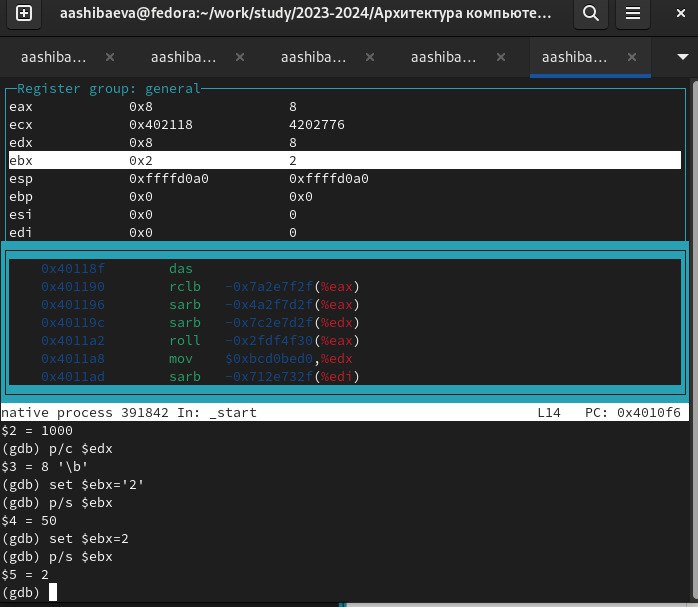 aashibaeva@fedora:~/work/study/2023-2024/Архитектура компьюте...
aashiba... × aashiba... × aashiba... × aashiba... × aashiba... ×
Register group: general
eax 0x8 8
ecx 0x402118 4202776
edx 0x8 8
ebx 0x2 2
esp 0xffffd0a0 0xffffd0a0
ebp 0x0 0x0
esi 0x0 0
edi 0x0 0
0x40118f das
0x401190 rclb -0x7a2e7f2f(%eax)
0x401196 sarb -0x4a2f7d2f(%eax)
0x40119c sarb -0x7c2e7d2f(%edx)
0x4011a2 roll -0x2fdf4f30(%eax)
0x4011a8 mov $0xbcd0bed0,%edx
0x4011ad sarb -0x712e732f(%edi)
native process 391842 In: _start L14 PC: 0x4010f6
$2 = 1000
(gdb) p/c $edx
$3 = 8 '\b'
(gdb) set $ebx='2'
(gdb) p/s $ebx
$4 = 50
(gdb) set $ebx=2
(gdb) p/s $ebx
$5 = 2
(gdb)